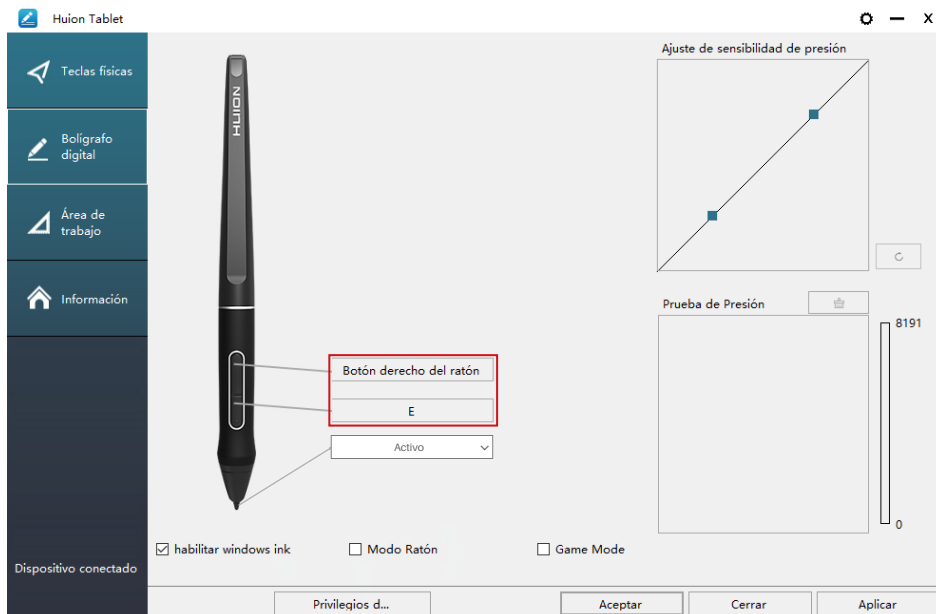 Huion Tablet
Teclas físicas
Bolígrafo
digital
Área de
trabajo
Información
Dispositivo conectado
HUION
Botón derecho del ratón
E
Activo
habilitar windows ink
Modo Ratón
Game Mode
Ajuste de sensibilidad de presión
Prueba de Presión
8191
0
Privilegios d...
Aceptar
Cerrar
Aplicar